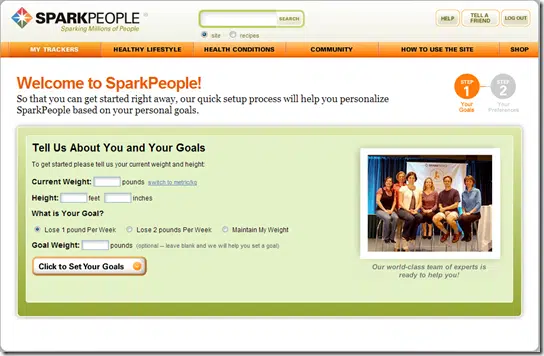 SPARKPEOPLE
Sparking Millions of People
SEARCH
site recipes
HELP
TELL A FRIEND
LOG OUT
MY TRACKERS
HEALTHY LIFESTYLE
HEALTH CONDITIONS
COMMUNITY
HOW TO USE THE SITE
SHOP
Welcome to SparkPeople!
So that you can get started right away, our quick setup process will help you personalize
SparkPeople based on your personal goals.
STEP 1
Your Goals
STEP 2
Your Preferences
Tell Us About You and Your Goals
To get started please tell us your current weight and height:
Current Weight: pounds switch to metric/kg
Height: feet inches
What is Your Goal?
Lose 1 pound Per Week Lose 2 pounds Per Week Maintain My Weight
Goal Weight: pounds (optional -- leave blank and we will help you set a goal)
Click to Set Your Goals
Our world-class team of experts is
ready to help you!